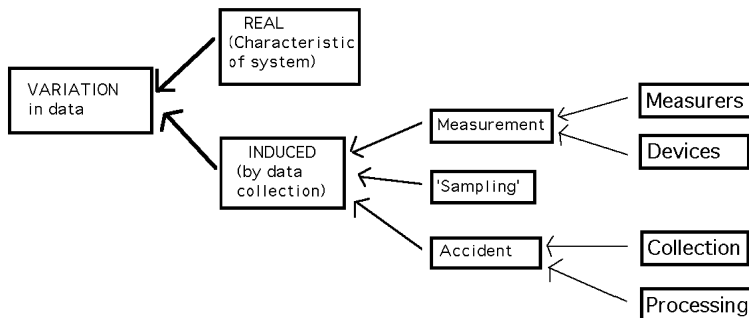 REAL
(Characteristic
of system)
VARIATION
in data
INDUCED
(by data
collection)
Measurement
'Sampling'
Accident
Measurers
Devices
Collection
Processing